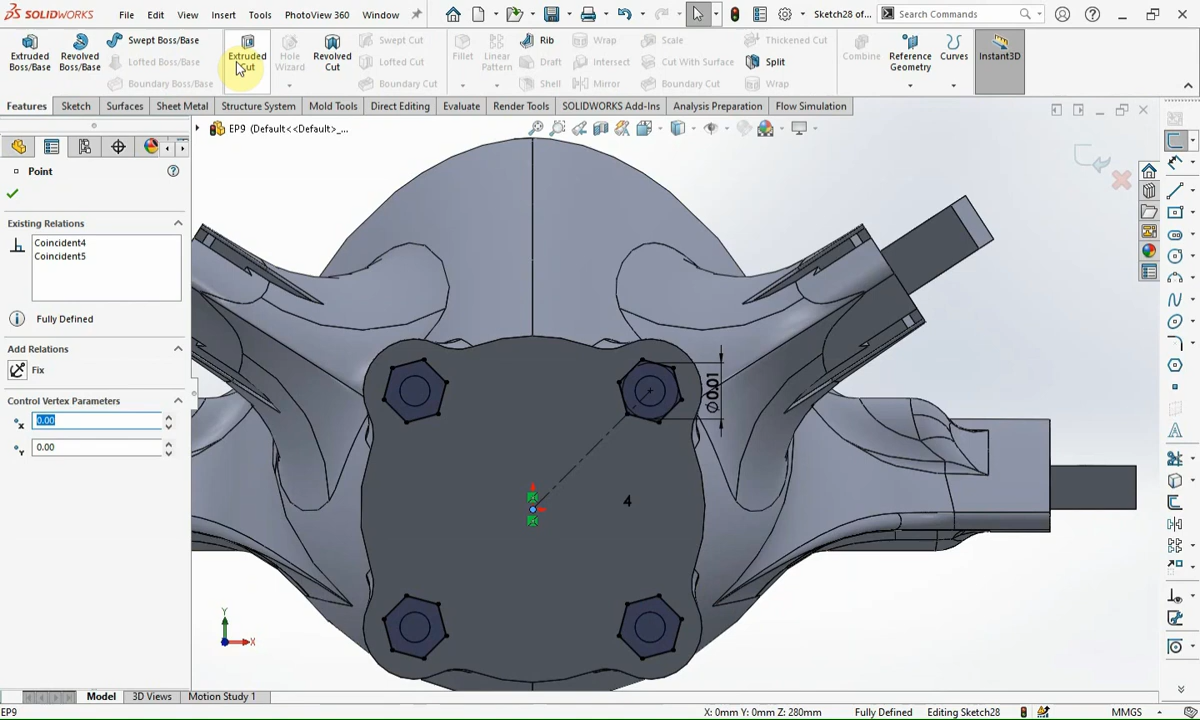 SOLIDWORKS File Edit View Insert Tools PhotoView 360 Window Sketch28 of... Search Commands
Extruded Boss/Base Revolved Boss/Base Swept Boss/Base Lofted Boss/Base Boundary Boss/Base Extruded Cut Hole Wizard Revolved Cut Swept Cut Lofted Cut Boundary Cut Fillet Linear Pattern Rib Draft Shell Wrap Intersect Mirror Scale Cut With Surface Thickened Cut Split Wrap Combine Reference Geometry Curves Instant3D
Features Sketch Surfaces Sheet Metal Structure System Mold Tools Direct Editing Evaluate Render Tools SOLIDWORKS Add-Ins Analysis Preparation Flow Simulation
EP9 (Default<<Default>_...
Point
Existing Relations
Coincident4
Coincident5
Fully Defined
Add Relations
Fix
Control Vertex Parameters
x 0.00
Y 0.00
Ø0.01
4
Y
X
Model 3D Views Motion Study 1
EP9 X: 0mm Y: 0mm Z: 280mm Fully Defined Editing Sketch28 MMGS